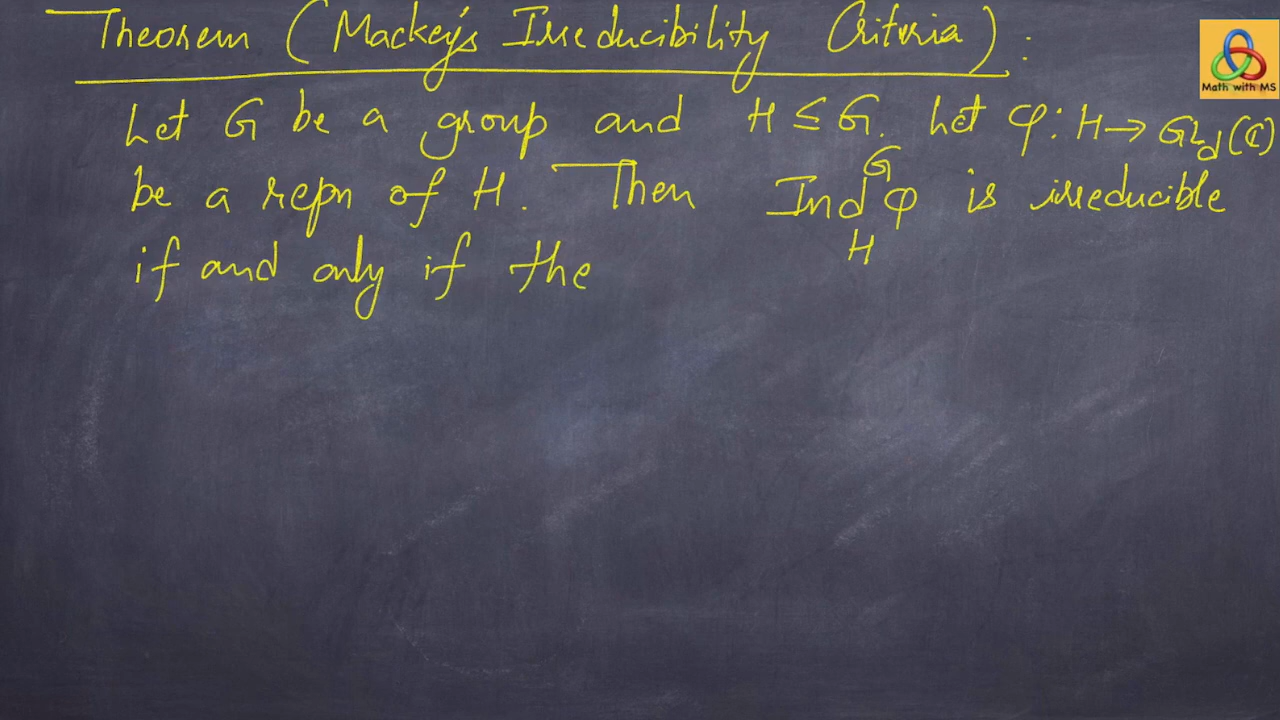 Theorem (Mackey's Irreducibility Criteria) :
Math with MS
Let G be a group and H ≤ G. Let φ: H → GL_d(ℂ)
be a repn of H. Then Ind_H^G φ is irreducible
if and only if the